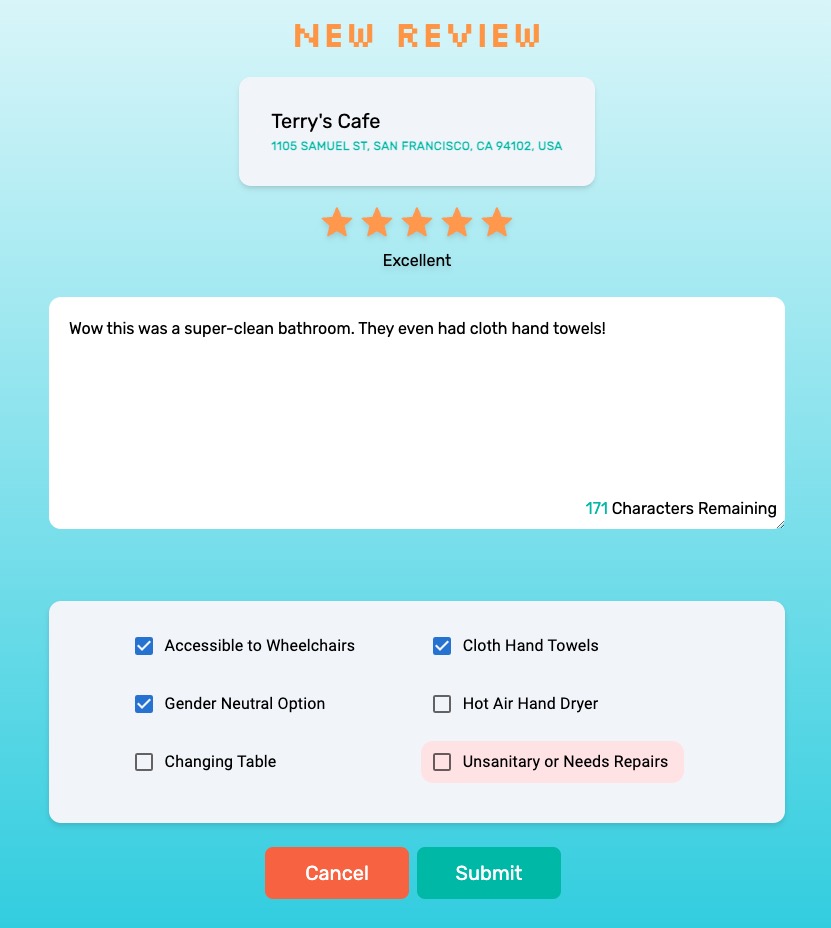 NEW REVIEW
Terry's Cafe
1105 SAMUEL ST, SAN FRANCISCO, CA 94102, USA
Excellent
Wow this was a super-clean bathroom. They even had cloth hand towels!
171 Characters Remaining
Accessible to Wheelchairs
Cloth Hand Towels
Gender Neutral Option
Hot Air Hand Dryer
Changing Table
Unsanitary or Needs Repairs
Cancel
Submit